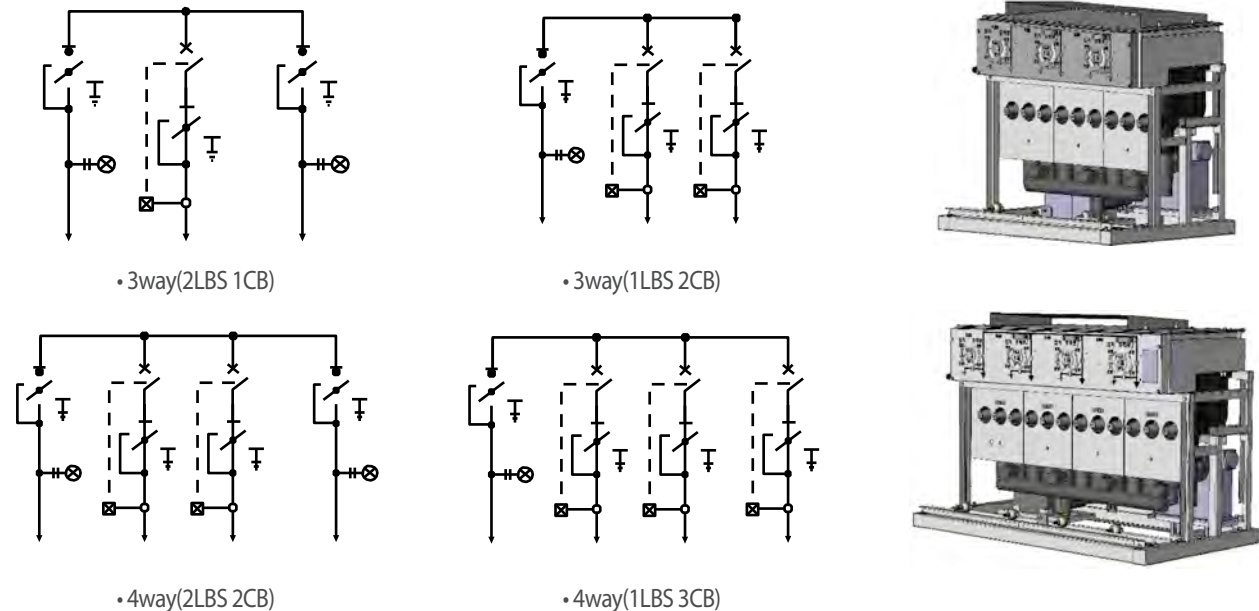 • 3way(2LBS 1CB)
• 3way(1LBS 2CB)
• 4way(2LBS 2CB)
• 4way(1LBS 3CB)